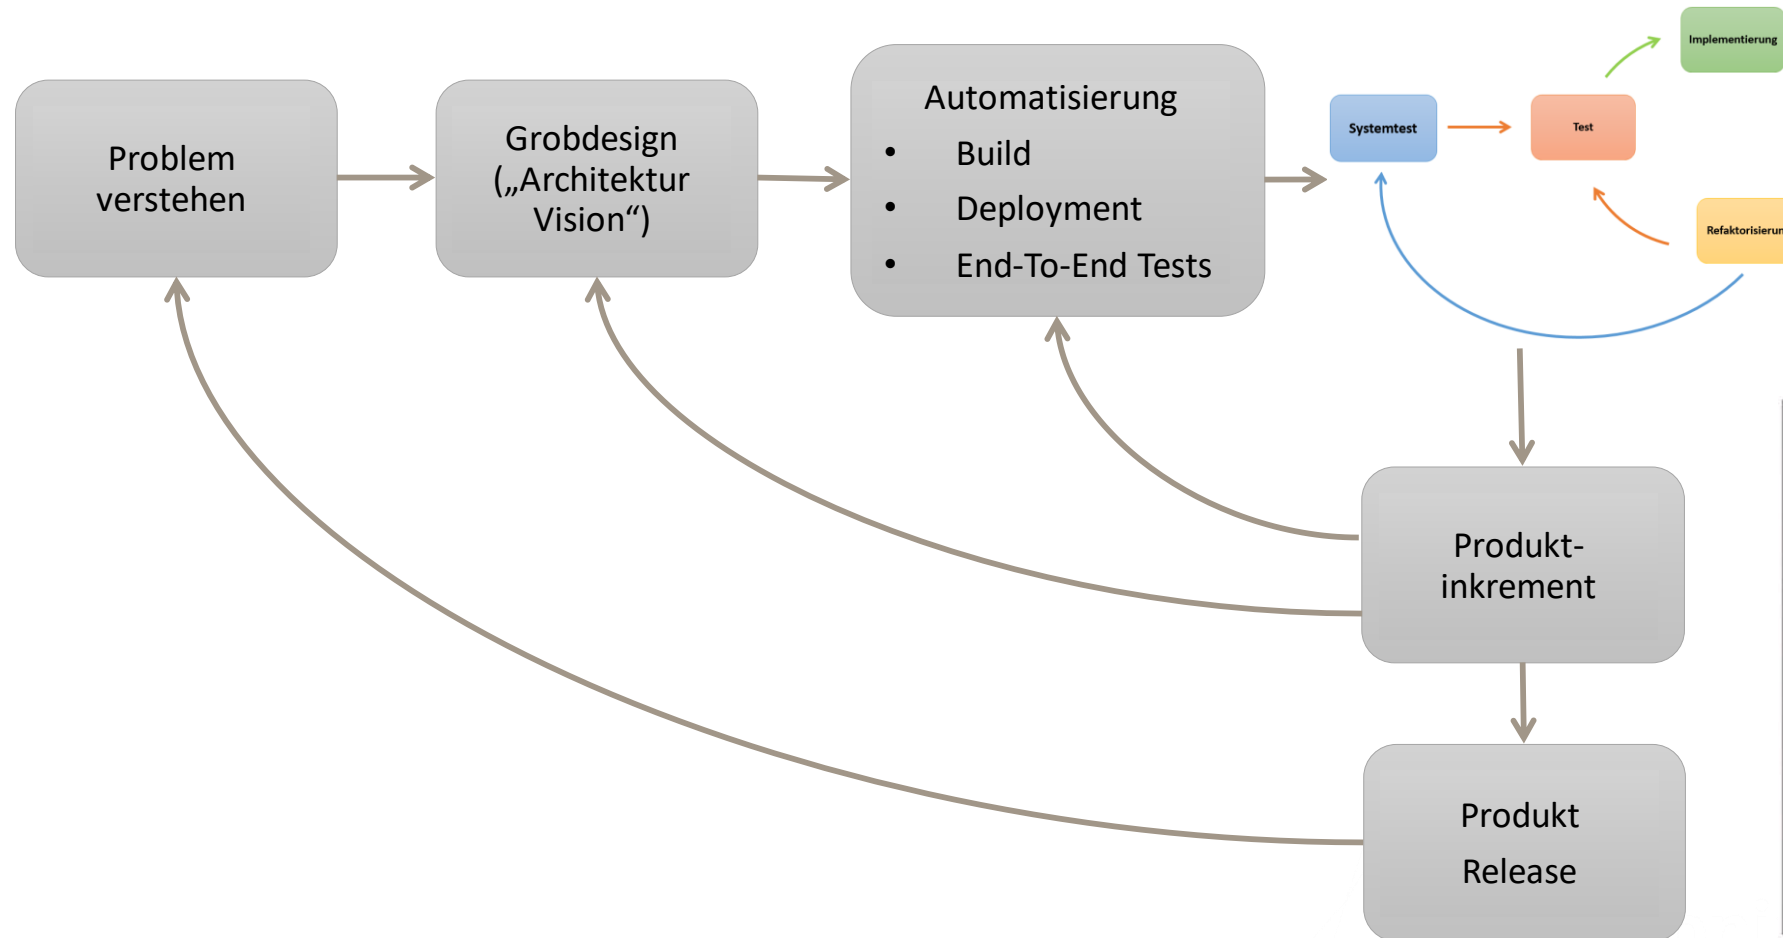 Problem
verstehen
Grobdesign
(„Architektur
Vision“)
Automatisierung
• Build
• Deployment
• End-To-End Tests
Systemtest
Test
Implementierung
Refaktorisierun
Produkt-
inkrement
Produkt
Release